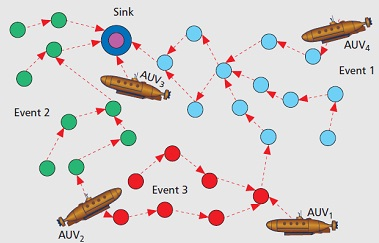 Sink
AUV4
Event 1
AUV3
Event 2
Event 3
AUV1
AUV2